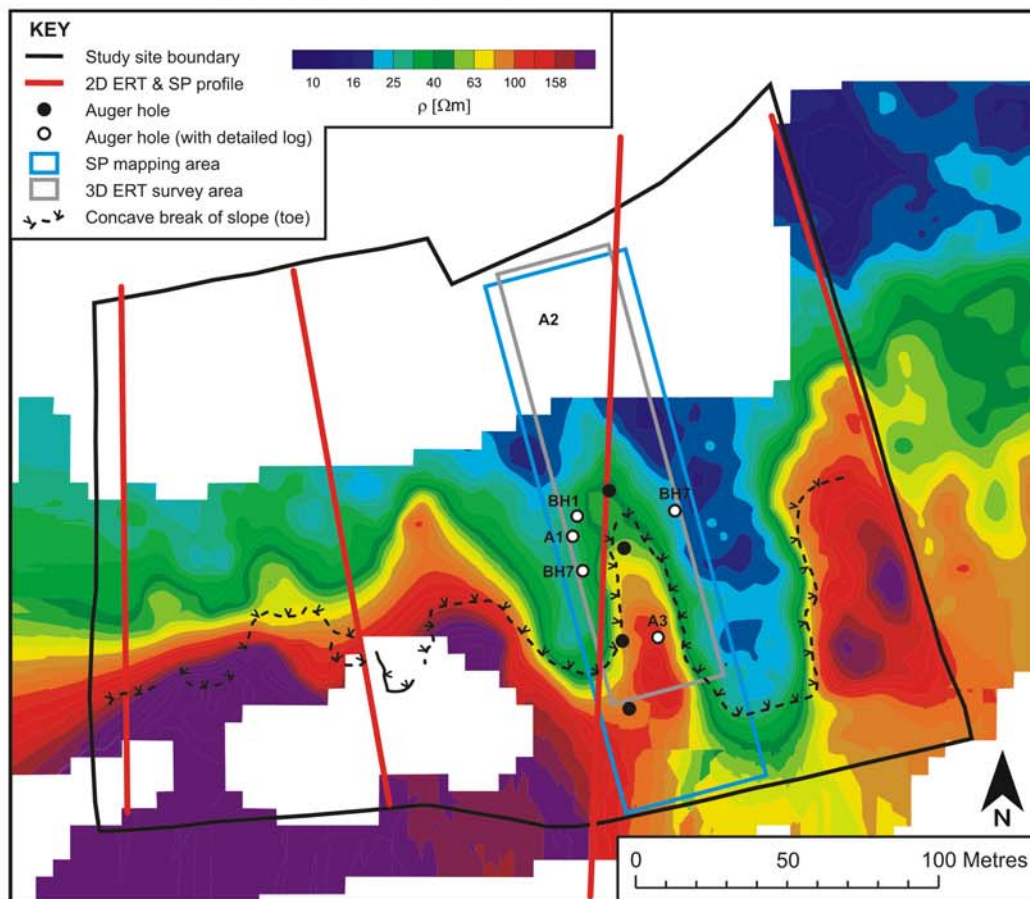 KEY
Study site boundary
2D ERT & SP profile
Auger hole
Auger hole (with detailed log)
SP mapping area
3D ERT survey area
Concave break of slope (toe)
10 16 25 40 63 100 158
ρ [Ωm]
A2
BH1
BH7
A1
BH7
A3
N
0 50 100 Metres